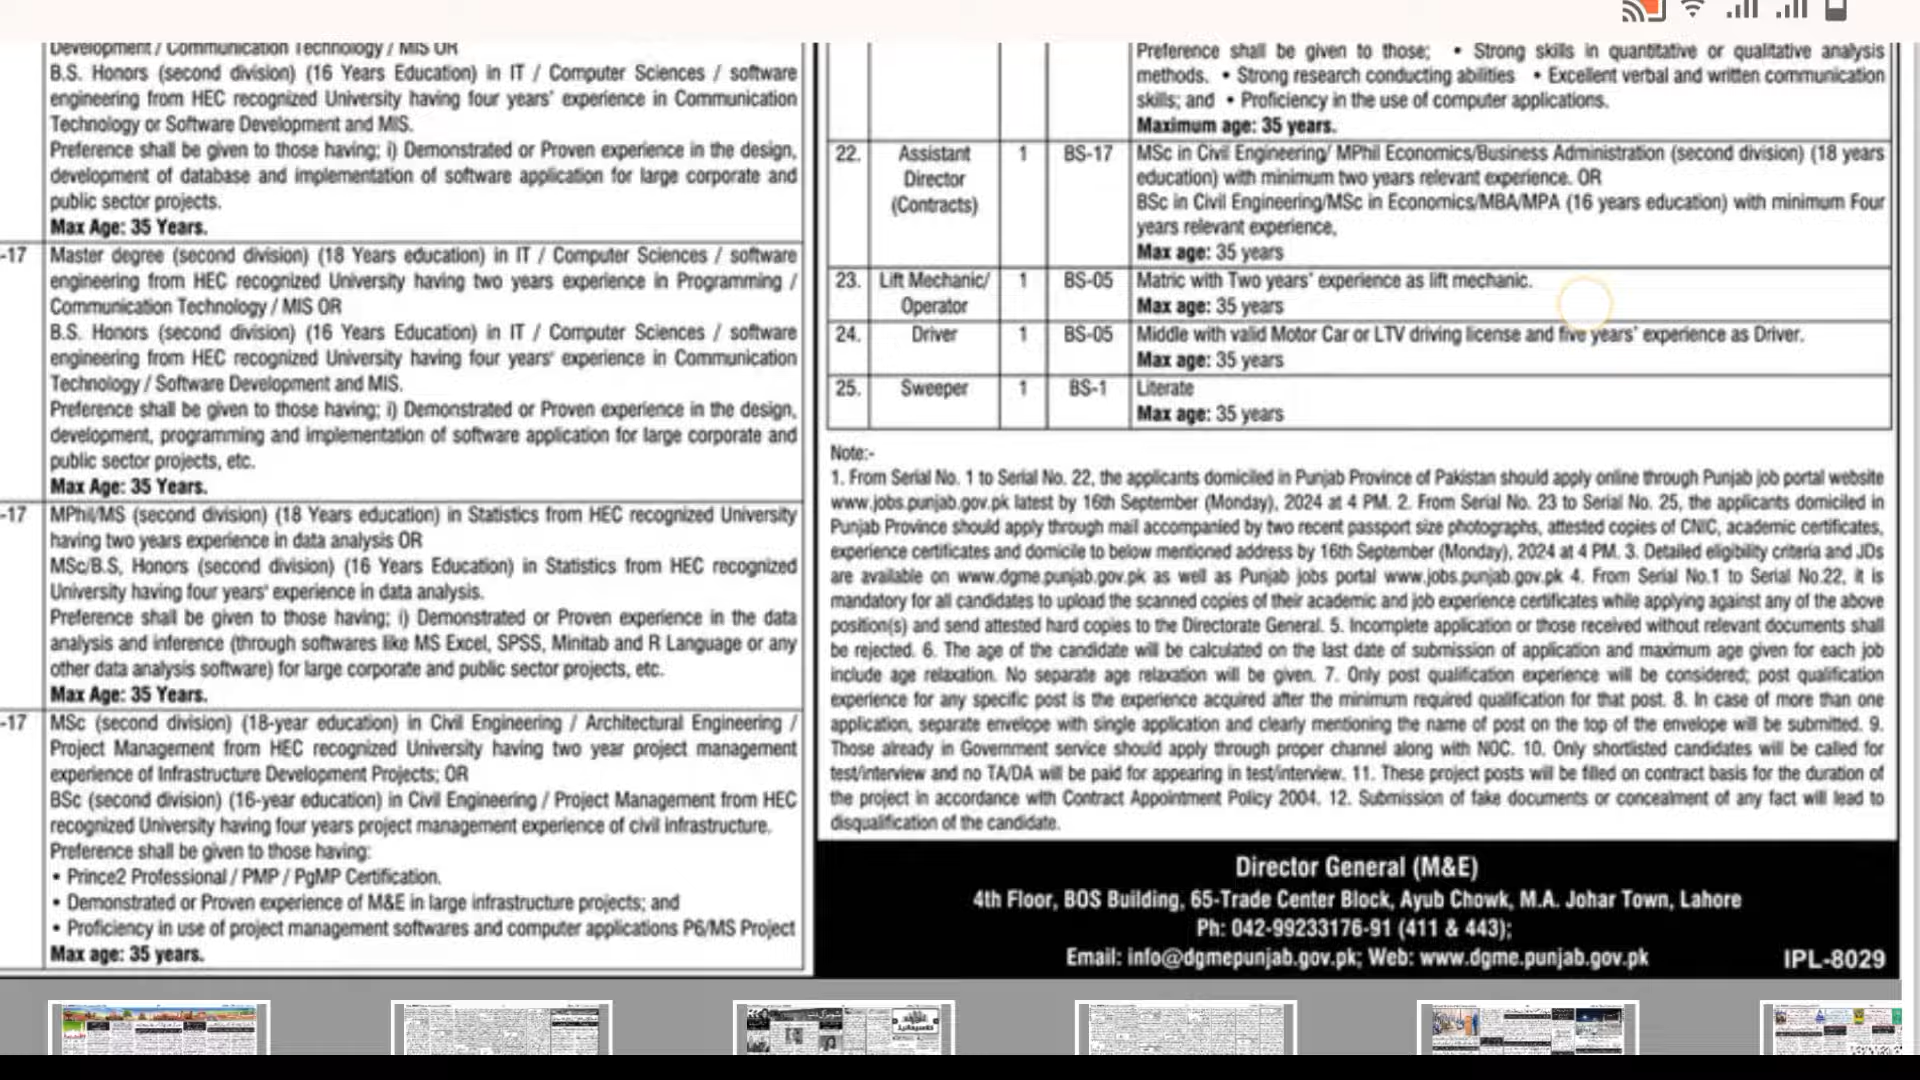 Development / Communication Technology / MIS OR
B.S. Honors (second division) (16 Years Education) in IT / Computer Sciences / software
engineering from HEC recognized University having four years' experience in Communication
Technology or Software Development and MIS.
Preference shall be given to those having; i) Demonstrated or Proven experience in the design,
development of database and implementation of software application for large corporate and
public sector projects.
Max Age: 35 Years.
-17 Master degree (second division) (18 Years education) in IT / Computer Sciences / software
engineering from HEC recognized University having two years experience in Programming /
Communication Technology / MIS OR
B.S. Honors (second division) (16 Years Education) in IT / Computer Sciences / software
engineering from HEC recognized University having four years' experience in Communication
Technology / Software Development and MIS.
Preference shall be given to those having; i) Demonstrated or Proven experience in the design,
development, programming and implementation of software application for large corporate and
public sector projects, etc.
Max Age: 35 Years.
-17 MPhil/MS (second division) (18 Years education) in Statistics from HEC recognized University
having two years experience in data analysis OR
MSc/B.S, Honors (second division) (16 Years Education) in Statistics from HEC recognized
University having four years' experience in data analysis.
Preference shall be given to those having; i) Demonstrated or Proven experience in the data
analysis and inference (through softwares like MS Excel, SPSS, Minitab and R Language or any
other data analysis software) for large corporate and public sector projects, etc.
Max Age: 35 Years.
-17 MSc (second division) (18-year education) in Civil Engineering / Architectural Engineering /
Project Management from HEC recognized University having two year project management
experience of Infrastructure Development Projects; OR
BSc (second division) (16-year education) in Civil Engineering / Project Management from HEC
recognized University having four years project management experience of civil infrastructure.
Preference shall be given to those having:
• Prince2 Professional / PMP / PgMP Certification.
• Demonstrated or Proven experience of M&E in large infrastructure projects; and
• Proficiency in use of project management softwares and computer applications P6/MS Project
Max age: 35 years.
Preference shall be given to those; • Strong skills in quantitative or qualitative analysis
methods. • Strong research conducting abilities • Excellent verbal and written communication
skills; and • Proficiency in the use of computer applications.
Maximum age: 35 years.
22. Assistant 1 BS-17 MSc in Civil Engineering/ MPhil Economics/Business Administration (second division) (18 years
Director education) with minimum two years relevant experience. OR
(Contracts) BSc in Civil Engineering/MSc in Economics/MBA/MPA (16 years education) with minimum Four
years relevant experience,
Max age: 35 years
23. Lift Mechanic/ 1 BS-05 Matric with Two years' experience as lift mechanic.
Operator Max age: 35 years
24. Driver 1 BS-05 Middle with valid Motor Car or LTV driving license and five years' experience as Driver.
Max age: 35 years
25. Sweeper 1 BS-1 Literate
Max age: 35 years
Note:-
1. From Serial No. 1 to Serial No. 22, the applicants domiciled in Punjab Province of Pakistan should apply online through Punjab job portal website
www.jobs.punjab.gov.pk latest by 16th September (Monday), 2024 at 4 PM. 2. From Serial No. 23 to Serial No. 25, the applicants domiciled in
Punjab Province should apply through mail accompanied by two recent passport size photographs, attested copies of CNIC, academic certificates,
experience certificates and domicile to below mentioned address by 16th September (Monday), 2024 at 4 PM. 3. Detailed eligibility criteria and JDs
are available on www.dgme.punjab.gov.pk as well as Punjab jobs portal www.jobs.punjab.gov.pk 4. From Serial No.1 to Serial No.22, it is
mandatory for all candidates to upload the scanned copies of their academic and job experience certificates while applying against any of the above
position(s) and send attested hard copies to the Directorate General. 5. Incomplete application or those received without relevant documents shall
be rejected. 6. The age of the candidate will be calculated on the last date of submission of application and maximum age given for each job
include age relaxation. No separate age relaxation will be given. 7. Only post qualification experience will be considered; post qualification
experience for any specific post is the experience acquired after the minimum required qualification for that post. 8. In case of more than one
application, separate envelope with single application and clearly mentioning the name of post on the top of the envelope will be submitted. 9.
Those already in Government service should apply through proper channel along with NOC. 10. Only shortlisted candidates will be called for
test/interview and no TA/DA will be paid for appearing in test/interview. 11. These project posts will be filled on contract basis for the duration of
the project in accordance with Contract Appointment Policy 2004. 12. Submission of fake documents or concealment of any fact will lead to
disqualification of the candidate.
Director General (M&E)
4th Floor, BOS Building, 65-Trade Center Block, Ayub Chowk, M.A. Johar Town, Lahore
Ph: 042-99233176-91 (411 & 443);
Email: info@dgmepunjab.gov.pk; Web: www.dgme.punjab.gov.pk
IPL-8029